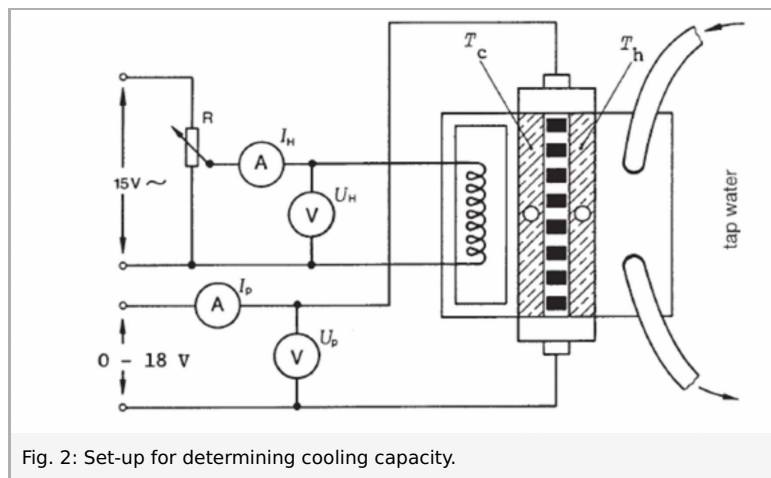 T_c
T_h
R
I_H
A
15V ~
U_H
V
I_p
A
0 – 18 V
U_p
V
tap water
Fig. 2: Set-up for determining cooling capacity.